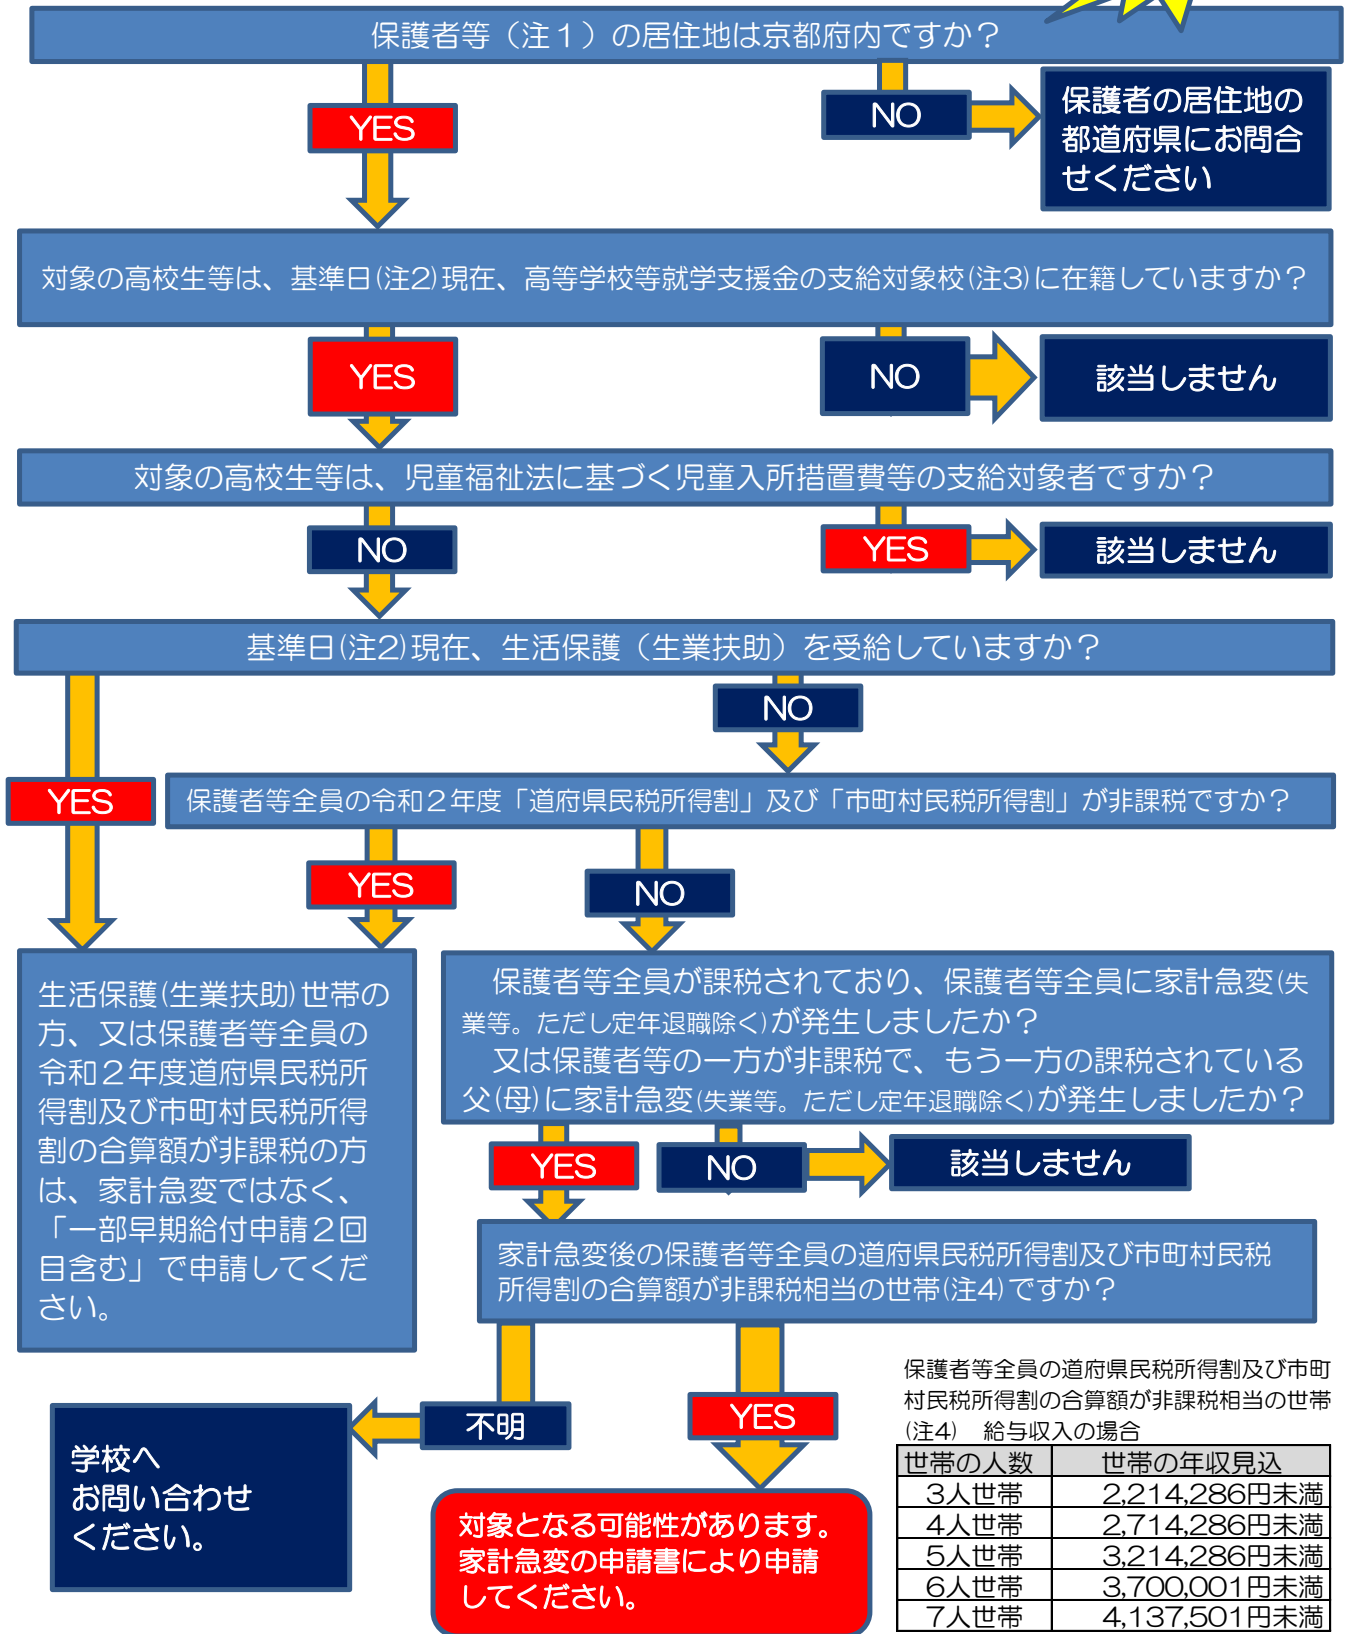 保護者等（注１）の居住地は京都府内ですか？
YES
NO
保護者の居住地の
都道府県にお問合
せください
対象の高校生等は、基準日(注2)現在、高等学校等就学支援金の支給対象校(注3)に在籍していますか？
YES
NO
該当しません
対象の高校生等は、児童福祉法に基づく児童入所措置費等の支給対象者ですか？
NO
YES
該当しません
基準日(注2)現在、生活保護（生業扶助）を受給していますか？
NO
YES
保護者等全員の令和２年度「道府県民税所得割」及び「市町村民税所得割」が非課税ですか？
YES
NO
生活保護(生業扶助)世帯の
方、又は保護者等全員の
令和２年度道府県民税所
得割及び市町村民税所得
割の合算額が非課税の方
は、家計急変ではなく、
「一部早期給付申請２回
目含む」で申請してくだ
さい。
保護者等全員が課税されており、保護者等全員に家計急変(失
業等。ただし定年退職除く)が発生しましたか？
又は保護者等の一方が非課税で、もう一方の課税されている
父(母)に家計急変(失業等。ただし定年退職除く)が発生しましたか？
YES
NO
該当しません
家計急変後の保護者等全員の道府県民税所得割及び市町村民税
所得割の合算額が非課税相当の世帯(注4)ですか？
不明
YES
学校へ
お問い合わせ
ください。
対象となる可能性があります。
家計急変の申請書により申請
してください。
保護者等全員の道府県民税所得割及び市町
村民税所得割の合算額が非課税相当の世帯
(注4)　給与収入の場合
世帯の人数　世帯の年収見込
3人世帯　2,214,286円未満
4人世帯　2,714,286円未満
5人世帯　3,214,286円未満
6人世帯　3,700,001円未満
7人世帯　4,137,501円未満